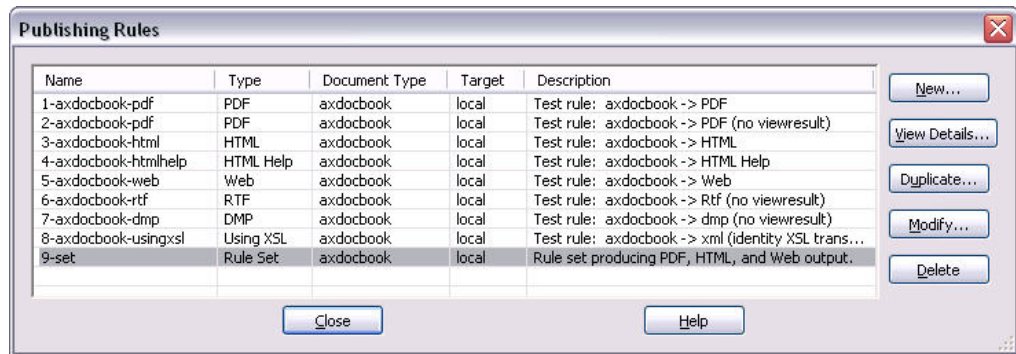 Publishing Rules
Name Type Document Type Target Description
1-axdocbook-pdf PDF axdocbook local Test rule: axdocbook -> PDF
2-axdocbook-pdf PDF axdocbook local Test rule: axdocbook -> PDF (no viewresult)
3-axdocbook-html HTML axdocbook local Test rule: axdocbook -> HTML
4-axdocbook-htmlhelp HTML Help axdocbook local Test rule: axdocbook -> HTML Help
5-axdocbook-web Web axdocbook local Test rule: axdocbook -> Web
6-axdocbook-rtf RTF axdocbook local Test rule: axdocbook -> Rtf (no viewresult)
7-axdocbook-dmp DMP axdocbook local Test rule: axdocbook -> dmp (no viewresult)
8-axdocbook-usingxsl Using XSL axdocbook local Test rule: axdocbook -> xml (identity XSL trans...
9-set Rule Set axdocbook local Rule set producing PDF, HTML, and Web output.
New...
View Details...
Duplicate...
Modify...
Delete
Close Help